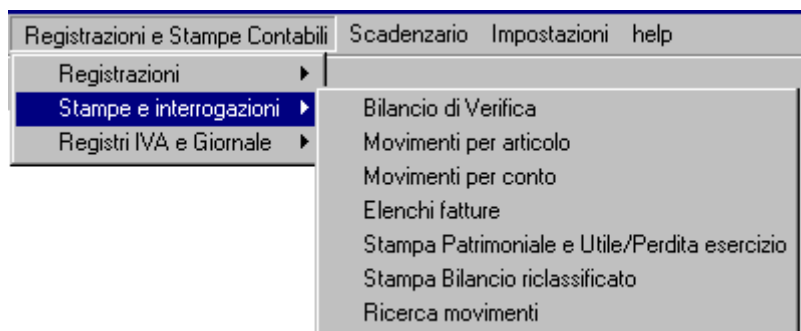 Registrazioni e Stampe Contabili Scadenzario Impostazioni help
Registrazioni
Stampe e interrogazioni
Registri IVA e Giornale
Bilancio di Verifica
Movimenti per articolo
Movimenti per conto
Elenchi fatture
Stampa Patrimoniale e Utile/Perdita esercizio
Stampa Bilancio riclassificato
Ricerca movimenti